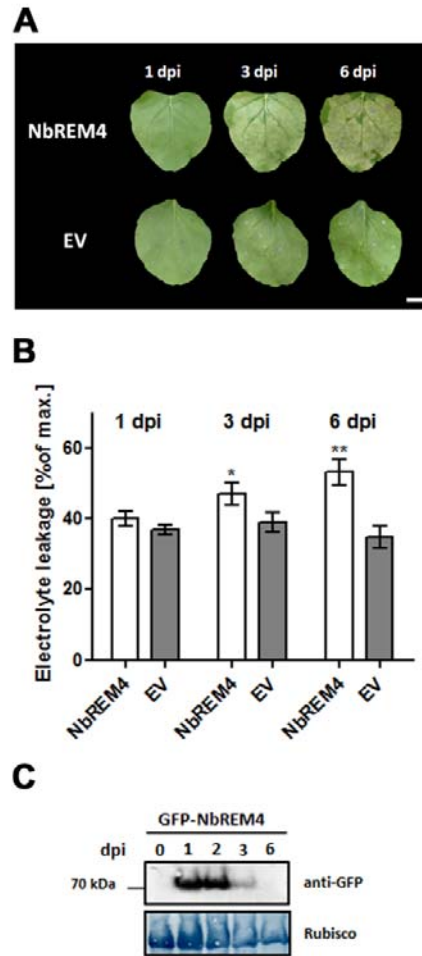 A
1 dpi 3 dpi 6 dpi
NbREM4
EV
B
Electrolyte leakage [%of max.]
1 dpi 3 dpi 6 dpi
60
40
20
0
* **
NbREM4 EV NbREM4 EV NbREM4 EV
C
GFP-NbREM4
dpi 0 1 2 3 6
70 kDa anti-GFP
Rubisco